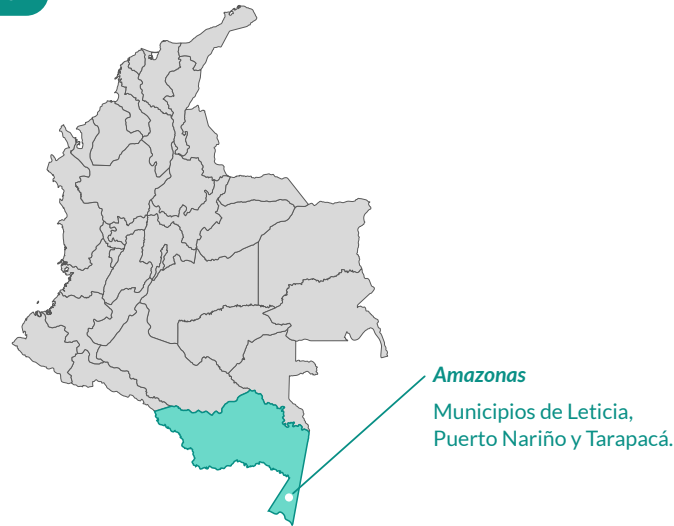 Amazonas
Municipios de Leticia,
Puerto Nariño y Tarapacá.